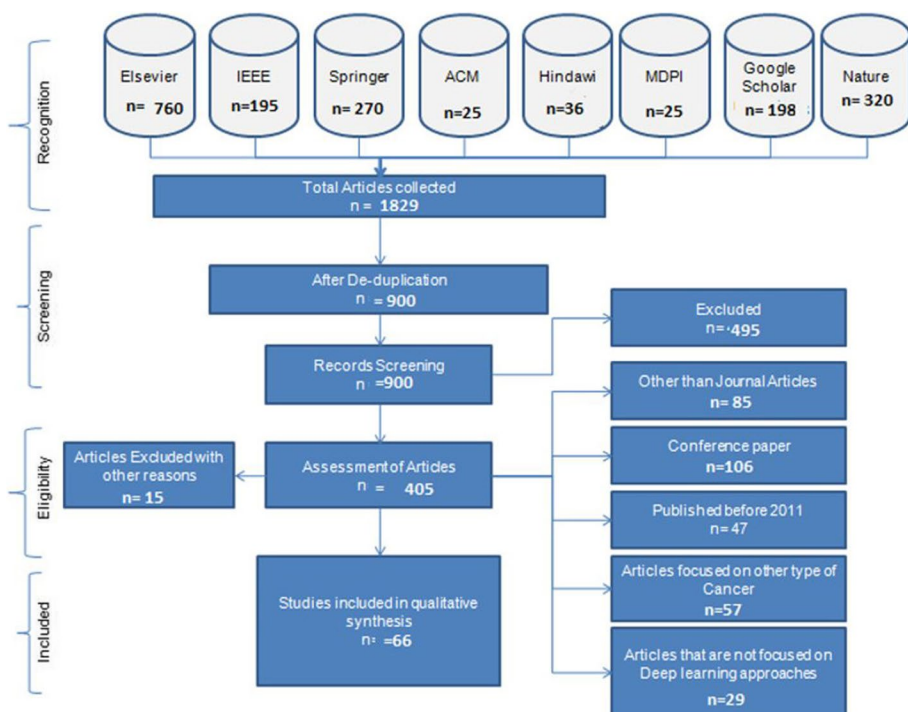 Elsevier
n= 760
IEEE
n=195
Springer
n= 270
ACM
n=25
Hindawi
n=36
MDPI
n=25
Google
Scholar
n= 198
Nature
n= 320
Recognition
Total Articles collected
n = 1829
Screening
After De-duplication
n = 900
Excluded
n= 495
Records Screening
n =900
Other than Journal Articles
n= 85
Eligibility
Articles Excluded with
other reasons
n= 15
Assessment of Articles
n = 405
Conference paper
n=106
Published before 2011
n= 47
Included
Studies included in qualitative
synthesis
n= =66
Articles focused on other type of
Cancer
n=57
Articles that are not focused on
Deep learning approaches
n=29